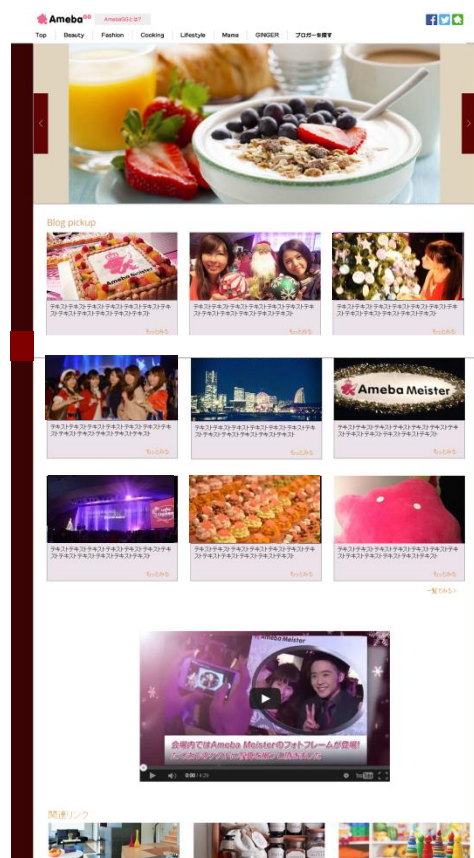 Ameba GG
AmebaGGとは?
Top Beauty Fashion Cooking Lifestyle Mama GINGER ブロガーを探す
Blog pickup
Ameba Meister
テキストテキストテキストテキストテキストテキ
ストテキストテキストテキストテキスト
もっとみる
テキストテキストテキストテキストテキストテキ
ストテキストテキストテキストテキスト
もっとみる
テキストテキストテキストテキストテキストテキ
ストテキストテキストテキストテキスト
もっとみる
Ameba Meister
テキストテキストテキストテキストテキストテキ
ストテキストテキストテキストテキスト
もっとみる
テキストテキストテキストテキストテキストテキ
ストテキストテキストテキストテキスト
もっとみる
テキストテキストテキストテキストテキストテキ
ストテキストテキストテキストテキスト
もっとみる
テキストテキストテキストテキストテキストテキ
ストテキストテキストテキストテキスト
もっとみる
テキストテキストテキストテキストテキストテキ
ストテキストテキストテキストテキスト
もっとみる
テキストテキストテキストテキストテキストテキ
ストテキストテキストテキストテキスト
もっとみる
一覧でみる>
Ameba Meister
会場内ではAmeba Meisterのフォトフレームが登場!
0:00 / 4:29
関連リンク